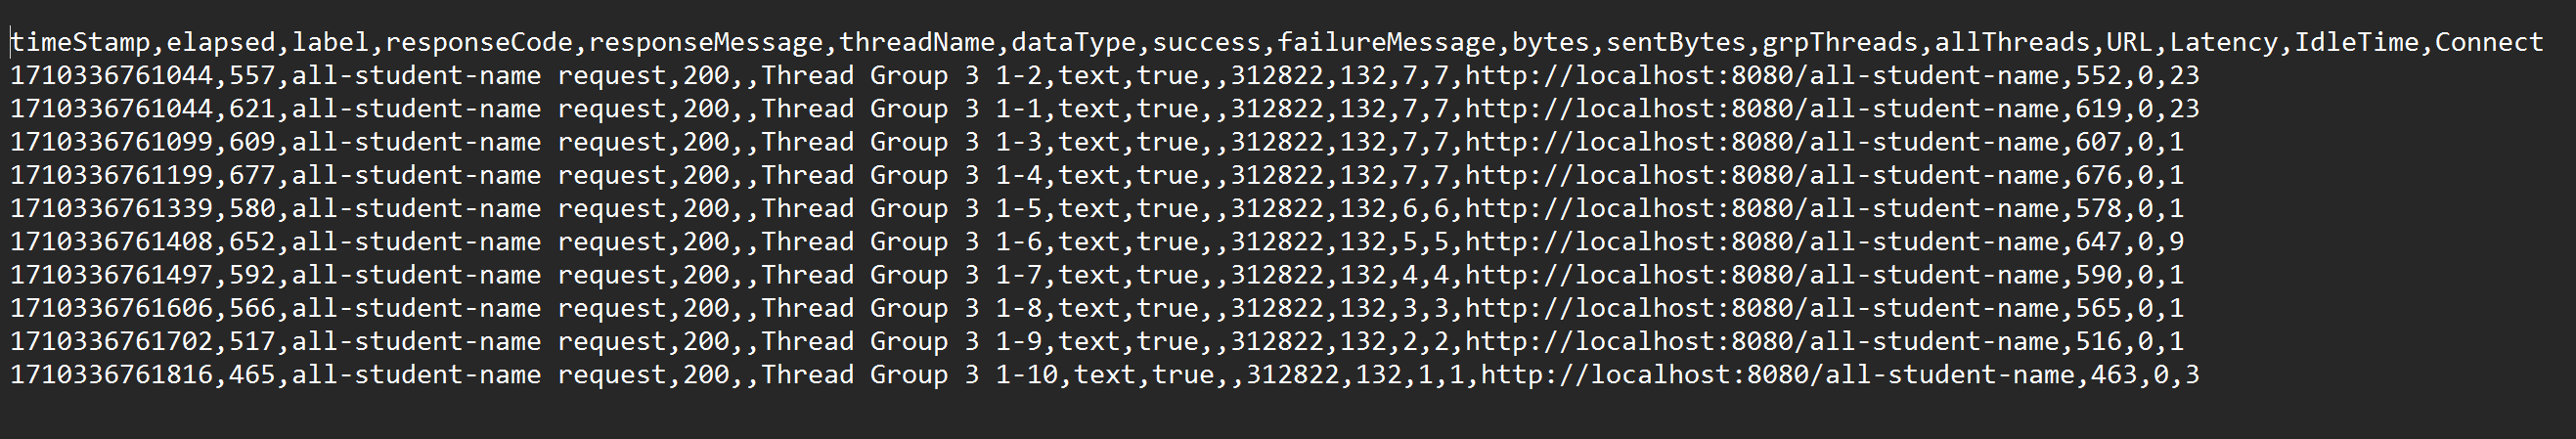 timeStamp,elapsed,label,responseCode,responseMessage,threadName,dataType,success,failureMessage,bytes,sentBytes,grpThreads,allThreads,URL,Latency,IdleTime,Connect
1710336761044,557,all-student-name request,200,,Thread Group 3 1-2,text,true,,312822,132,7,7,http://localhost:8080/all-student-name,552,0,23
1710336761044,621,all-student-name request,200,,Thread Group 3 1-1,text,true,,312822,132,7,7,http://localhost:8080/all-student-name,619,0,23
1710336761099,609,all-student-name request,200,,Thread Group 3 1-3,text,true,,312822,132,7,7,http://localhost:8080/all-student-name,607,0,1
1710336761199,677,all-student-name request,200,,Thread Group 3 1-4,text,true,,312822,132,7,7,http://localhost:8080/all-student-name,676,0,1
1710336761339,580,all-student-name request,200,,Thread Group 3 1-5,text,true,,312822,132,6,6,http://localhost:8080/all-student-name,578,0,1
1710336761408,652,all-student-name request,200,,Thread Group 3 1-6,text,true,,312822,132,5,5,http://localhost:8080/all-student-name,647,0,9
1710336761497,592,all-student-name request,200,,Thread Group 3 1-7,text,true,,312822,132,4,4,http://localhost:8080/all-student-name,590,0,1
1710336761606,566,all-student-name request,200,,Thread Group 3 1-8,text,true,,312822,132,3,3,http://localhost:8080/all-student-name,565,0,1
1710336761702,517,all-student-name request,200,,Thread Group 3 1-9,text,true,,312822,132,2,2,http://localhost:8080/all-student-name,516,0,1
1710336761816,465,all-student-name request,200,,Thread Group 3 1-10,text,true,,312822,132,1,1,http://localhost:8080/all-student-name,463,0,3